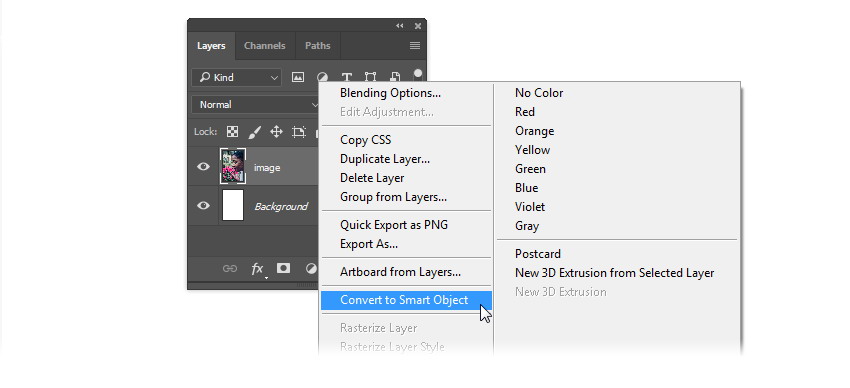 Layers Channels Paths
Kind
Normal
Lock:
image
Background
fx
Blending Options...
Edit Adjustment...
Copy CSS
Duplicate Layer...
Delete Layer
Group from Layers...
Quick Export as PNG
Export As...
Artboard from Layers...
Convert to Smart Object
Rasterize Layer
Rasterize Layer Style
No Color
Red
Orange
Yellow
Green
Blue
Violet
Gray
Postcard
New 3D Extrusion from Selected Layer
New 3D Extrusion